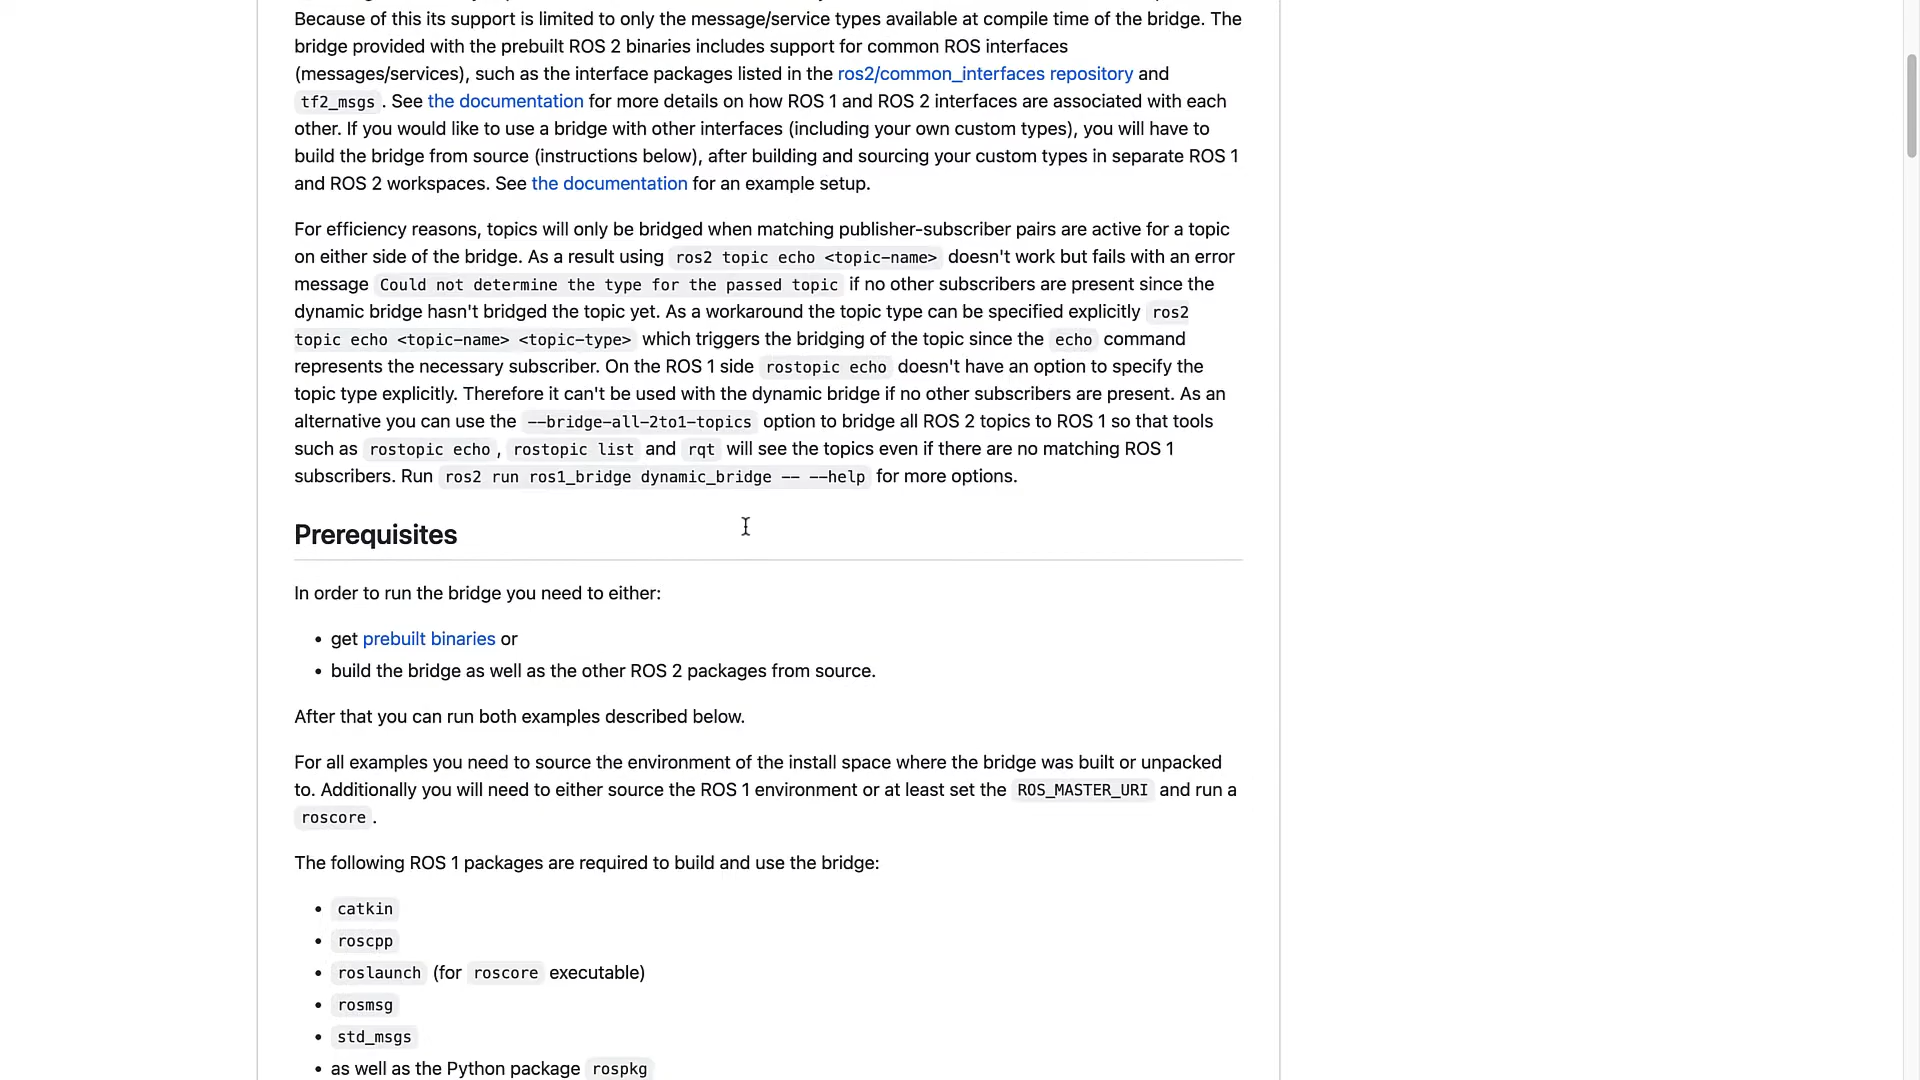 Because of this its support is limited to only the message/service types available at compile time of the bridge. The
bridge provided with the prebuilt ROS 2 binaries includes support for common ROS interfaces
(messages/services), such as the interface packages listed in the ros2/common_interfaces repository and
tf2_msgs . See the documentation for more details on how ROS 1 and ROS 2 interfaces are associated with each
other. If you would like to use a bridge with other interfaces (including your own custom types), you will have to
build the bridge from source (instructions below), after building and sourcing your custom types in separate ROS 1
and ROS 2 workspaces. See the documentation for an example setup.
For efficiency reasons, topics will only be bridged when matching publisher-subscriber pairs are active for a topic
on either side of the bridge. As a result using ros2 topic echo <topic-name> doesn't work but fails with an error
message Could not determine the type for the passed topic if no other subscribers are present since the
dynamic bridge hasn't bridged the topic yet. As a workaround the topic type can be specified explicitly ros2
topic echo <topic-name> <topic-type> which triggers the bridging of the topic since the echo command
represents the necessary subscriber. On the ROS 1 side rostopic echo doesn't have an option to specify the
topic type explicitly. Therefore it can't be used with the dynamic bridge if no other subscribers are present. As an
alternative you can use the --bridge-all-2to1-topics option to bridge all ROS 2 topics to ROS 1 so that tools
such as rostopic echo , rostopic list and rqt will see the topics even if there are no matching ROS 1
subscribers. Run ros2 run ros1_bridge dynamic_bridge -- --help for more options.
Prerequisites
In order to run the bridge you need to either:
• get prebuilt binaries or
• build the bridge as well as the other ROS 2 packages from source.
After that you can run both examples described below.
For all examples you need to source the environment of the install space where the bridge was built or unpacked
to. Additionally you will need to either source the ROS 1 environment or at least set the ROS_MASTER_URI and run a
roscore .
The following ROS 1 packages are required to build and use the bridge:
• catkin
• roscpp
• roslaunch (for roscore executable)
• rosmsg
• std_msgs
• as well as the Python package rospkg